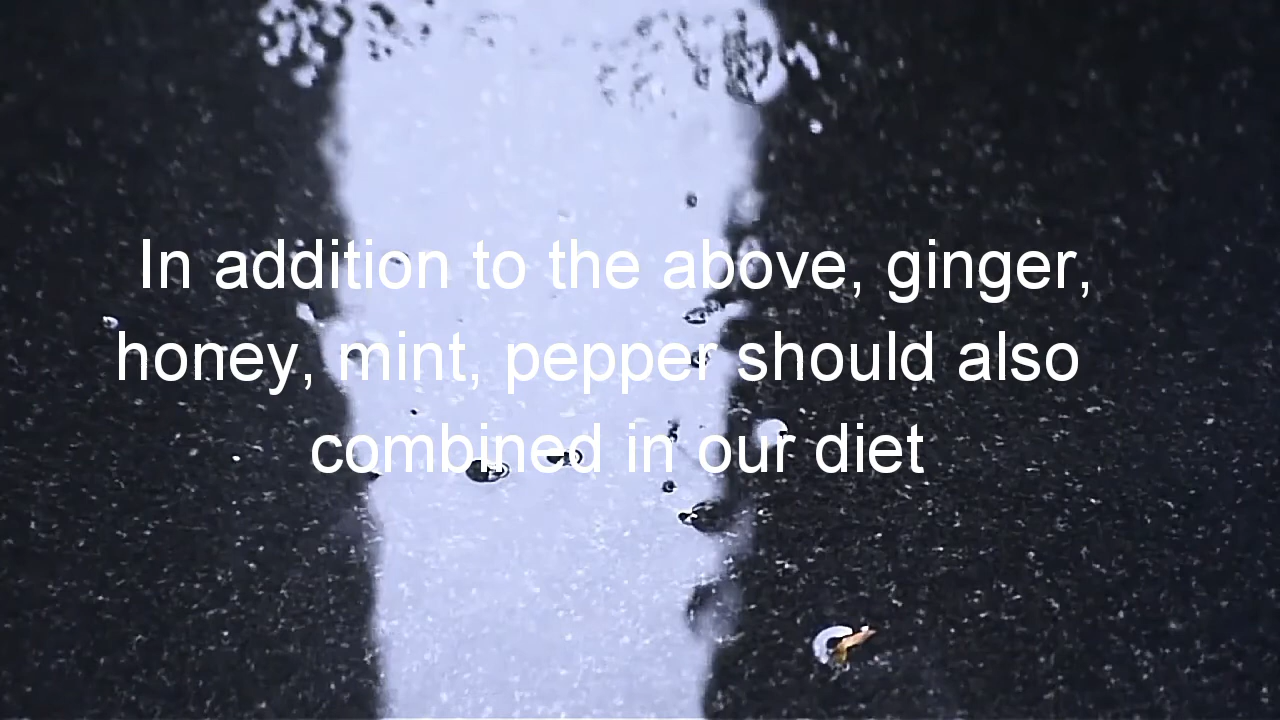 In addition to the above, ginger,
honey, mint, pepper should also
combined in our diet